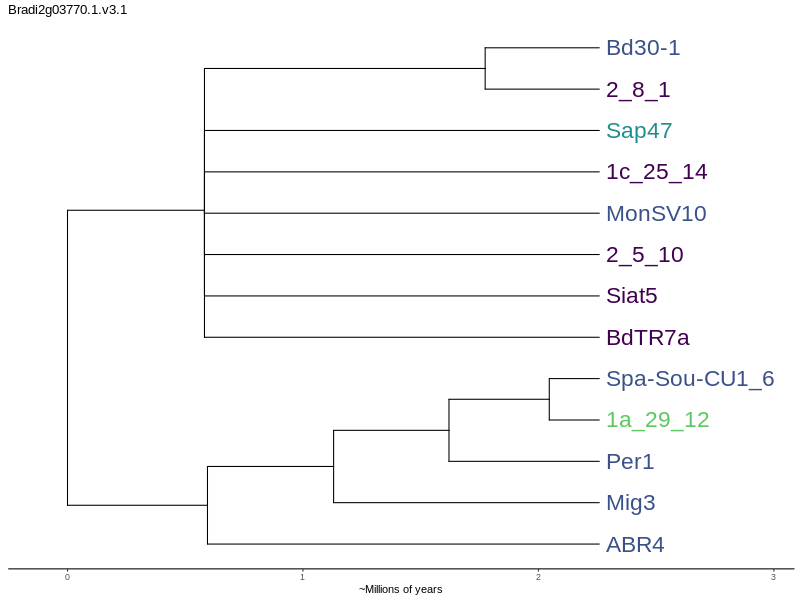 Bradi2g03770.1.v3.1
Bd30-1
2_8_1
Sap47
1c_25_14
MonSV10
2_5_10
Siat5
BdTR7a
Spa-Sou-CU1_6
1a_29_12
Per1
Mig3
ABR4
0 1 2 3
~Millions of years